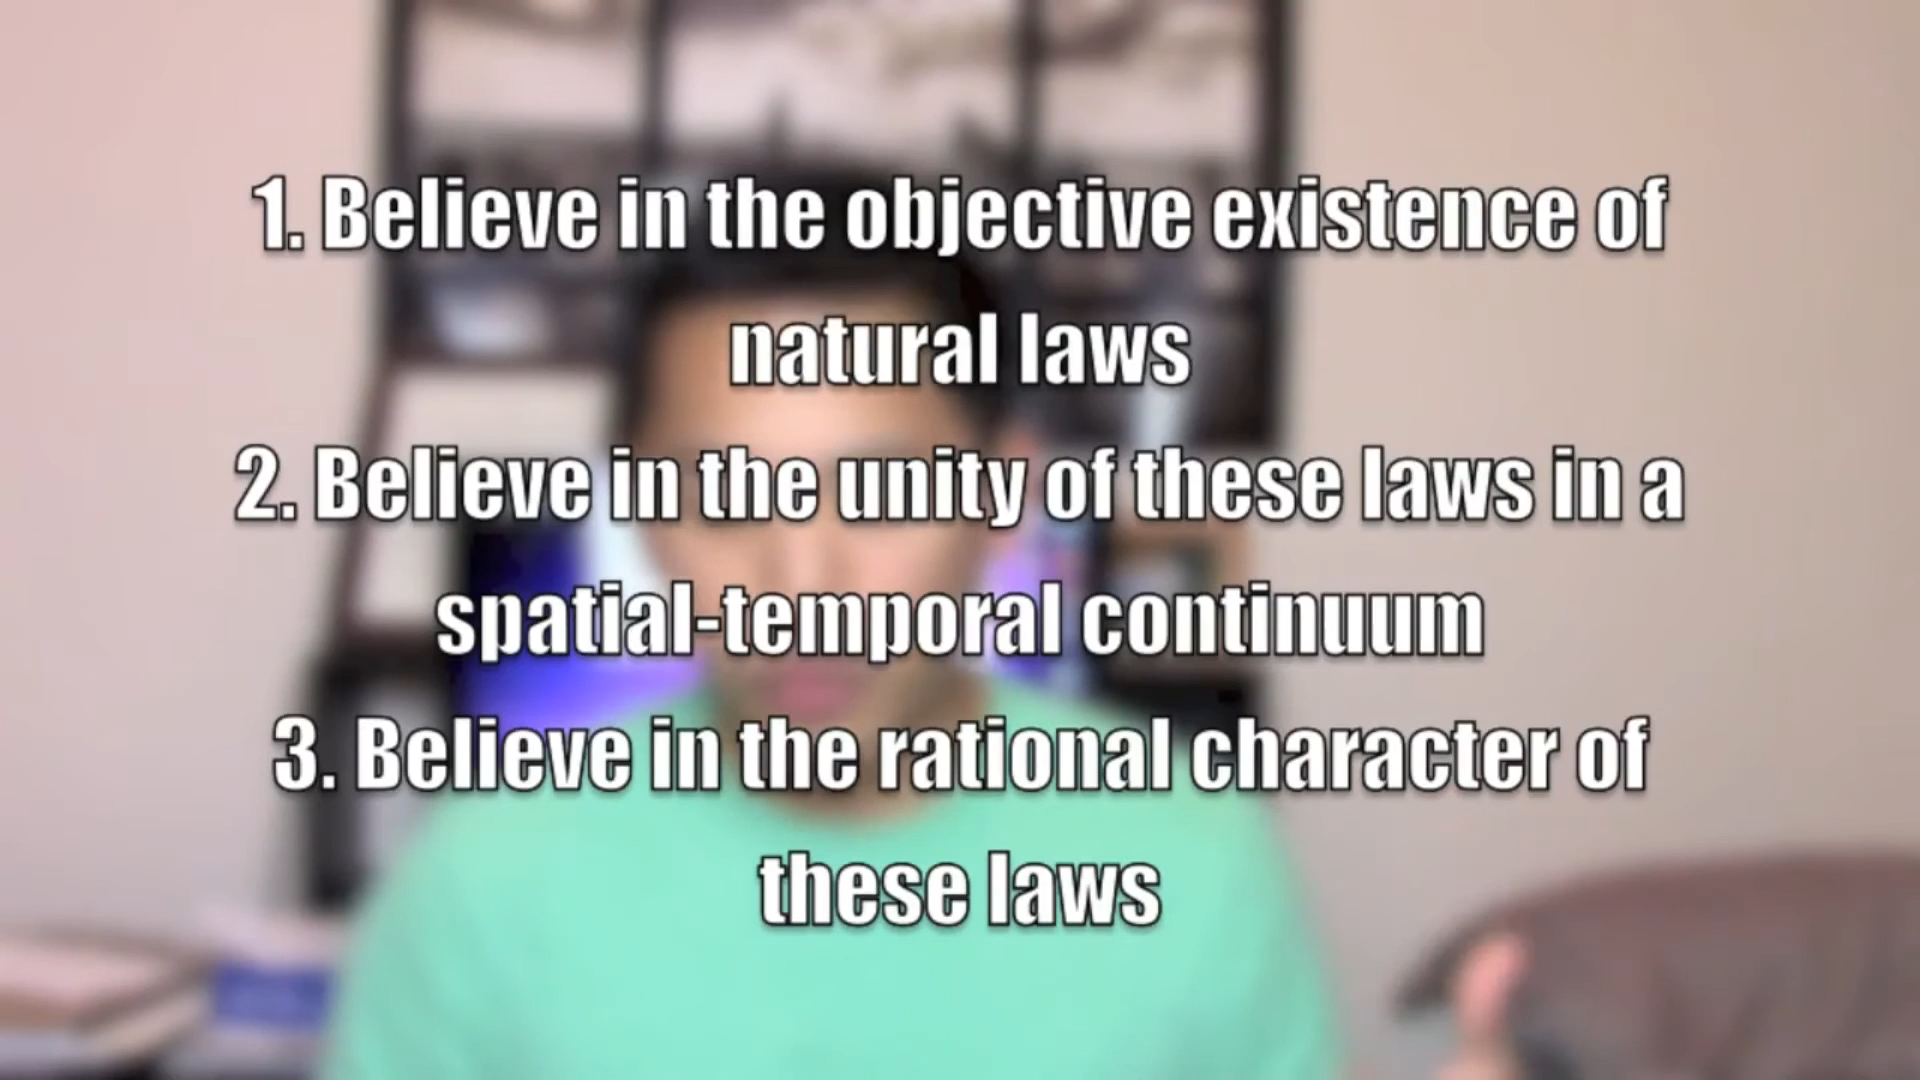 1. Believe in the objective existence of
natural laws
2. Believe in the unity of these laws in a
spatial-temporal continuum
3. Believe in the rational character of
these laws